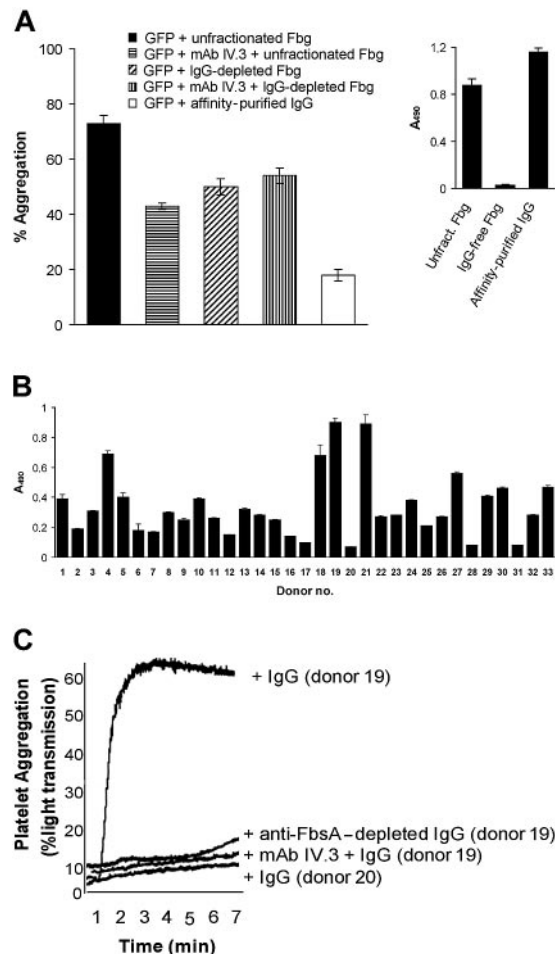 A
GFP + unfractionated Fbg
GFP + mAb IV.3 + unfractionated Fbg
GFP + IgG-depleted Fbg
GFP + mAb IV.3 + IgG-depleted Fbg
GFP + affinity-purified IgG
% Aggregation
100
80
60
40
20
0
A490
1,2
0.8
0.4
0
Unfract. Fbg
IgG-free Fbg
Affinity-purified IgG
B
A490
1
0.8
0.6
0.4
0.2
0
1 2 3 4 5 6 7 8 9 10 11 12 13 14 15 16 17 18 19 20 21 22 23 24 25 26 27 28 29 30 31 32 33
Donor no.
C
Platelet Aggregation
(%light transmission)
60
50
40
30
20
10
0
+ IgG (donor 19)
+ anti-FbsA-depleted IgG (donor 19)
+ mAb IV.3 + IgG (donor 19)
+ IgG (donor 20)
1 2 3 4 5 6 7
Time (min)